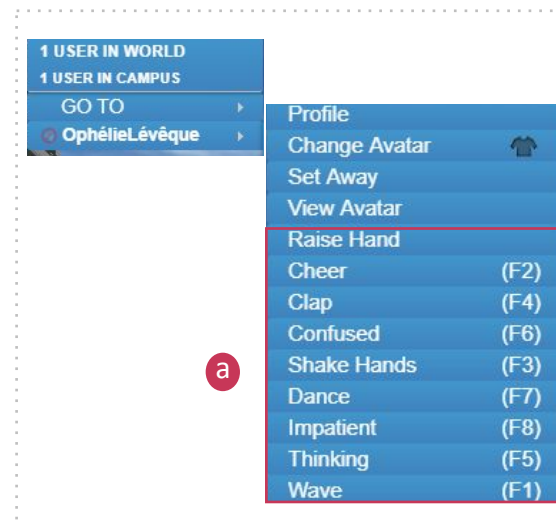 1 USER IN WORLD
1 USER IN CAMPUS
GO TO
OphélieLévêque
Profile
Change Avatar
Set Away
View Avatar
Raise Hand
Cheer (F2)
Clap (F4)
Confused (F6)
Shake Hands (F3)
Dance (F7)
Impatient (F8)
Thinking (F5)
Wave (F1)
a